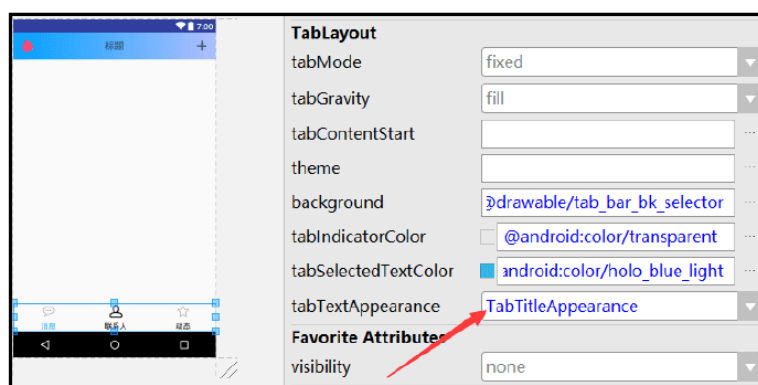 7:00
标题
消息
联系人
动态
TabLayout
tabMode
fixed
tabGravity
fill
tabContentStart
theme
background
@drawable/tab_bar_bk_selector
tabIndicatorColor
@android:color/transparent
tabSelectedTextColor
android:color/holo_blue_light
tabTextAppearance
TabTitleAppearance
Favorite Attributes
visibility
none